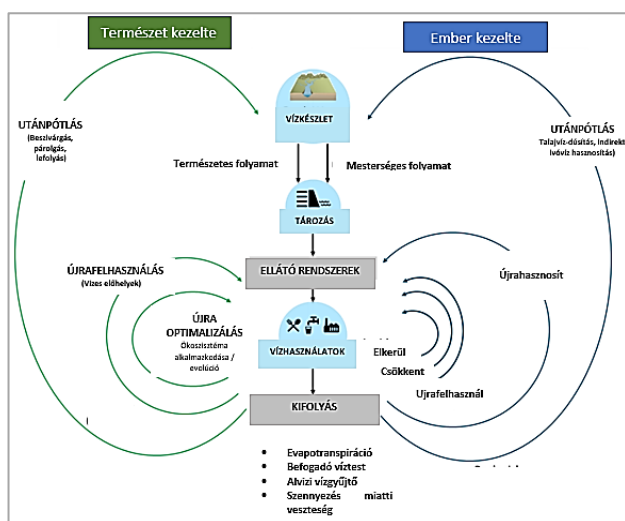 Természet kezelte
Ember kezelte
VÍZKÉSZLET
UTÁNPÓTLÁS
(Beszivárgás,
párolgás,
lefolyás)
UTÁNPÓTLÁS
(Talajvíz-dúsítás, indirekt
ivóvíz hasznosítás)
Természetes folyamat
Mesterséges folyamat
TÁROZÁS
ELLÁTÓ RENDSZEREK
ÚJRAFELHASZNÁLÁS
(Vizes élőhelyek)
Újrahasznosít
ÚJRA
OPTIMALIZÁLÁS
Ökoszisztéma
alkalmazkodása /
evolúció
VÍZHASZNÁLATOK
Elkerül
Csökkent
Ujrafelhasznál
KIFOLYÁS
• Evapotranspiráció
• Befogadó víztest
• Alvizi vízgyűjtő
• Szennyezés miatti
veszteség